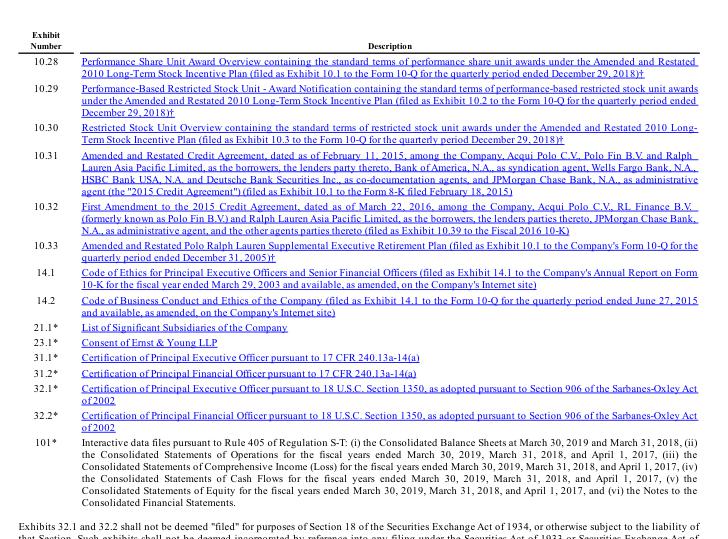 Exhibit
Number
Description
10.28 Performance Share Unit Award Overview containing the standard terms of performance share unit awards under the Amended and Restated
2010 Long-Term Stock Incentive Plan (filed as Exhibit 10.1 to the Form 10-Q for the quarterly period ended December 29, 2018)†
10.29 Performance-Based Restricted Stock Unit - Award Notification containing the standard terms of performance-based restricted stock unit awards
under the Amended and Restated 2010 Long-Term Stock Incentive Plan (filed as Exhibit 10.2 to the Form 10-Q for the quarterly period ended
December 29, 2018)†
10.30 Restricted Stock Unit Overview containing the standard terms of restricted stock unit awards under the Amended and Restated 2010 Long-
Term Stock Incentive Plan (filed as Exhibit 10.3 to the Form 10-Q for the quarterly period ended December 29, 2018)†
10.31 Amended and Restated Credit Agreement, dated as of February 11, 2015, among the Company, Acqui Polo C.V., Polo Fin B.V. and Ralph
Lauren Asia Pacific Limited, as the borrowers, the lenders party thereto, Bank of America, N.A., as syndication agent, Wells Fargo Bank, N.A.,
HSBC Bank USA, N.A. and Deutsche Bank Securities Inc., as co-documentation agents, and JPMorgan Chase Bank, N.A., as administrative
agent (the "2015 Credit Agreement") (filed as Exhibit 10.1 to the Form 8-K filed February 18, 2015)
10.32 First Amendment to the 2015 Credit Agreement, dated as of March 22, 2016, among the Company, Acqui Polo C.V., RL Finance B.V.
(formerly known as Polo Fin B.V.) and Ralph Lauren Asia Pacific Limited, as the borrowers, the lenders parties thereto, JPMorgan Chase Bank,
N.A., as administrative agent, and the other agents parties thereto (filed as Exhibit 10.39 to the Fiscal 2016 10-K)
10.33 Amended and Restated Polo Ralph Lauren Supplemental Executive Retirement Plan (filed as Exhibit 10.1 to the Company's Form 10-Q for the
quarterly period ended December 31, 2005)†
14.1 Code of Ethics for Principal Executive Officers and Senior Financial Officers (filed as Exhibit 14.1 to the Company's Annual Report on Form
10-K for the fiscal year ended March 29, 2003 and available, as amended, on the Company's Internet site)
14.2 Code of Business Conduct and Ethics of the Company (filed as Exhibit 14.1 to the Form 10-Q for the quarterly period ended June 27, 2015
and available, as amended, on the Company's Internet site)
21.1* List of Significant Subsidiaries of the Company
23.1* Consent of Ernst & Young LLP
31.1* Certification of Principal Executive Officer pursuant to 17 CFR 240.13a-14(a)
31.2* Certification of Principal Financial Officer pursuant to 17 CFR 240.13a-14(a)
32.1* Certification of Principal Executive Officer pursuant to 18 U.S.C. Section 1350, as adopted pursuant to Section 906 of the Sarbanes-Oxley Act
of 2002
32.2* Certification of Principal Financial Officer pursuant to 18 U.S.C. Section 1350, as adopted pursuant to Section 906 of the Sarbanes-Oxley Act
of 2002
101* Interactive data files pursuant to Rule 405 of Regulation S-T: (i) the Consolidated Balance Sheets at March 30, 2019 and March 31, 2018, (ii)
the Consolidated Statements of Operations for the fiscal years ended March 30, 2019, March 31, 2018, and April 1, 2017, (iii) the
Consolidated Statements of Comprehensive Income (Loss) for the fiscal years ended March 30, 2019, March 31, 2018, and April 1, 2017, (iv)
the Consolidated Statements of Cash Flows for the fiscal years ended March 30, 2019, March 31, 2018, and April 1, 2017, (v) the
Consolidated Statements of Equity for the fiscal years ended March 30, 2019, March 31, 2018, and April 1, 2017, and (vi) the Notes to the
Consolidated Financial Statements.
Exhibits 32.1 and 32.2 shall not be deemed "filed" for purposes of Section 18 of the Securities Exchange Act of 1934, or otherwise subject to the liability of
that Section. Such exhibits shall not be deemed incorporated by reference into any filing under the Securities Act of 1933 or Securities Exchange Act of